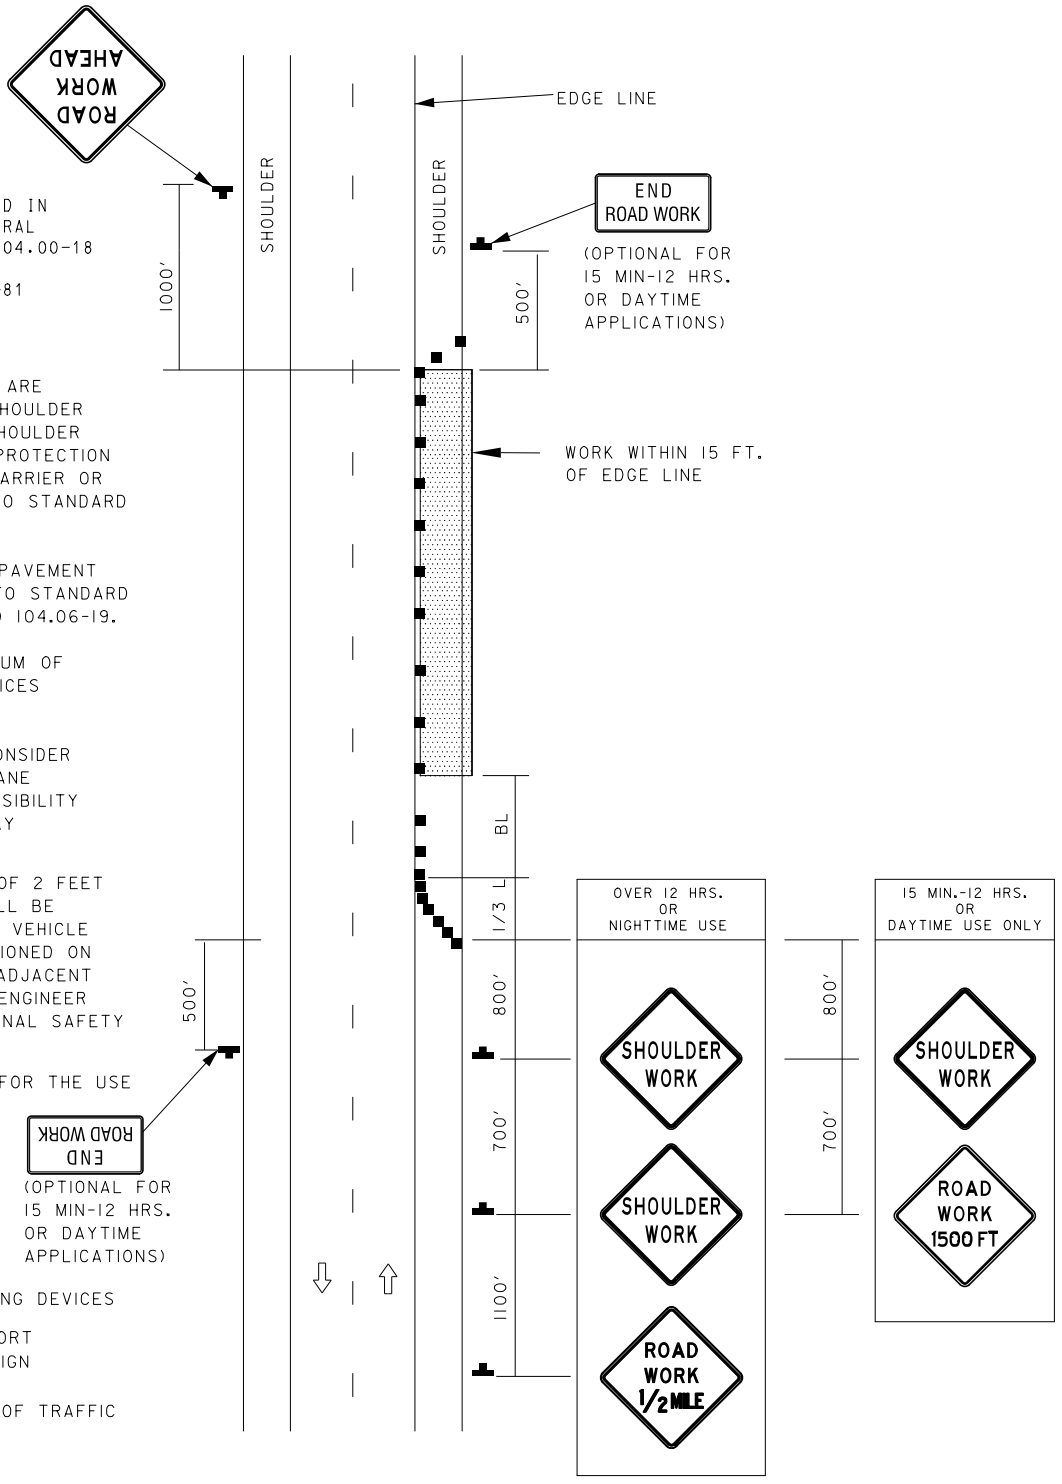 ROAD
WORK
AHEAD
EDGE LINE
SHOULDER
SHOULDER
END
ROAD WORK
(OPTIONAL FOR
15 MIN-12 HRS.
OR DAYTIME
APPLICATIONS)
1000'
500'
D IN
RAL
04.00-18
81
ARE
HOULDER
HOULDER
PROTECTION
ARRIER OR
O STANDARD
WORK WITHIN 15 FT.
OF EDGE LINE
PAVEMENT
TO STANDARD
104.06-19.
UM OF
ICES
ONSIDER
ANE
SIBILITY
AY
OF 2 FEET
LL BE
VEHICLE
IONED ON
ADJACENT
ENGINEER
NAL SAFETY
FOR THE USE
BL
1/3 L
800'
700'
1100'
500'
END
ROAD WORK
(OPTIONAL FOR
15 MIN-12 HRS.
OR DAYTIME
APPLICATIONS)
NG DEVICES
ORT
IGN
OF TRAFFIC
OVER 12 HRS.
OR
NIGHTTIME USE
SHOULDER
WORK
SHOULDER
WORK
ROAD
WORK
1/2 MILE
800'
700'
15 MIN.-12 HRS.
OR
DAYTIME USE ONLY
SHOULDER
WORK
ROAD
WORK
1500 FT